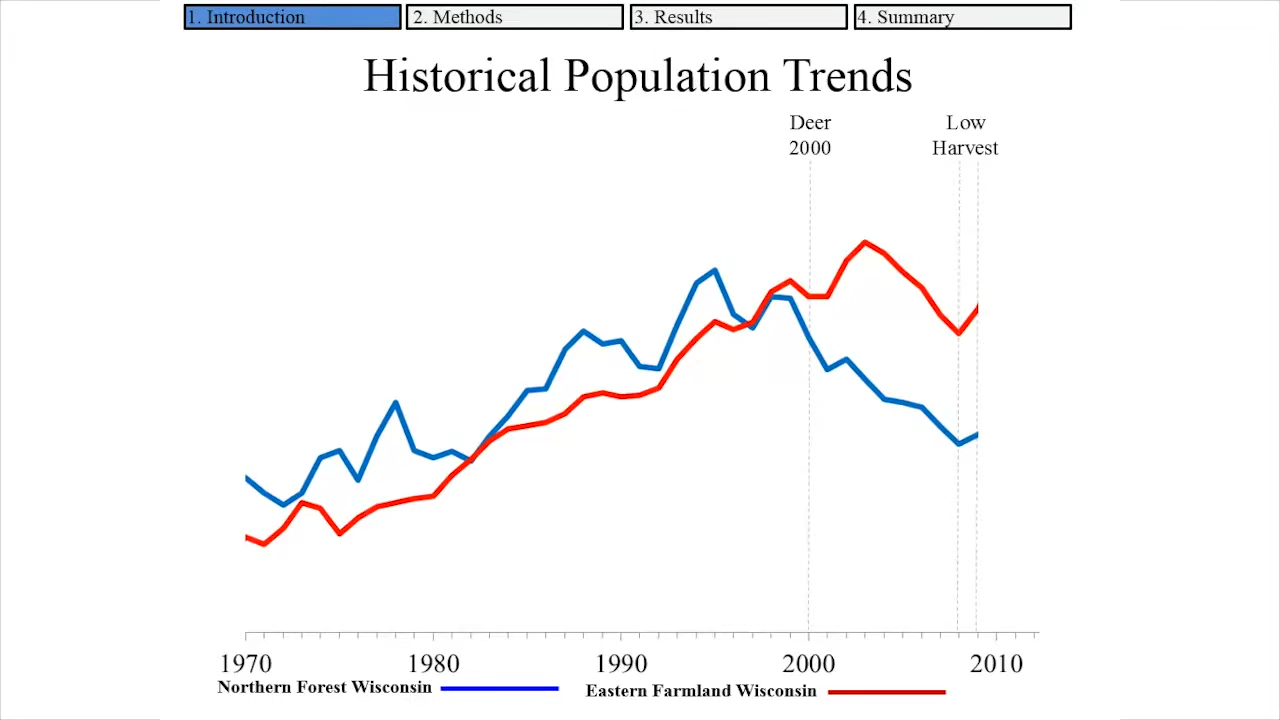 1. Introduction
2. Methods
3. Results
4. Summary
Historical Population Trends
Deer
2000
Low
Harvest
1970
1980
1990
2000
2010
Northern Forest Wisconsin
Eastern Farmland Wisconsin